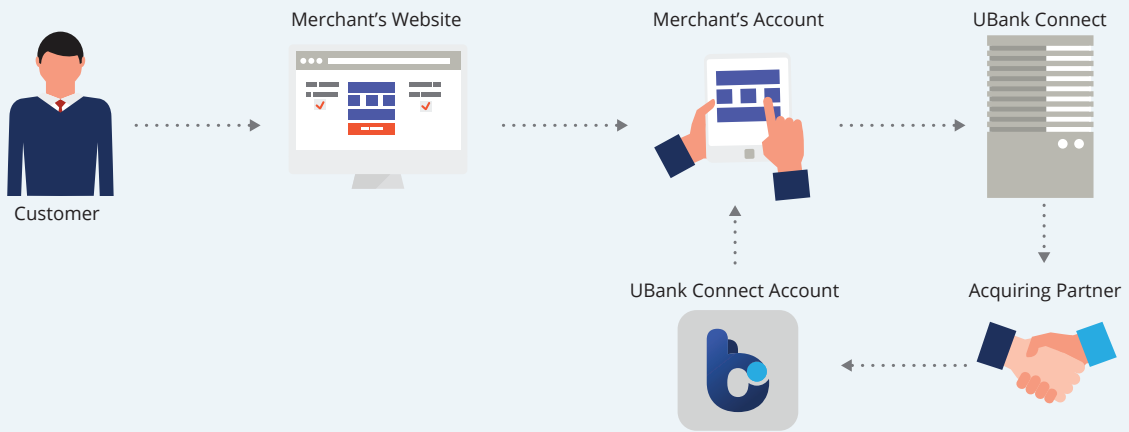 Merchant's Website
Merchant's Account
UBank Connect
Customer
UBank Connect Account
Acquiring Partner